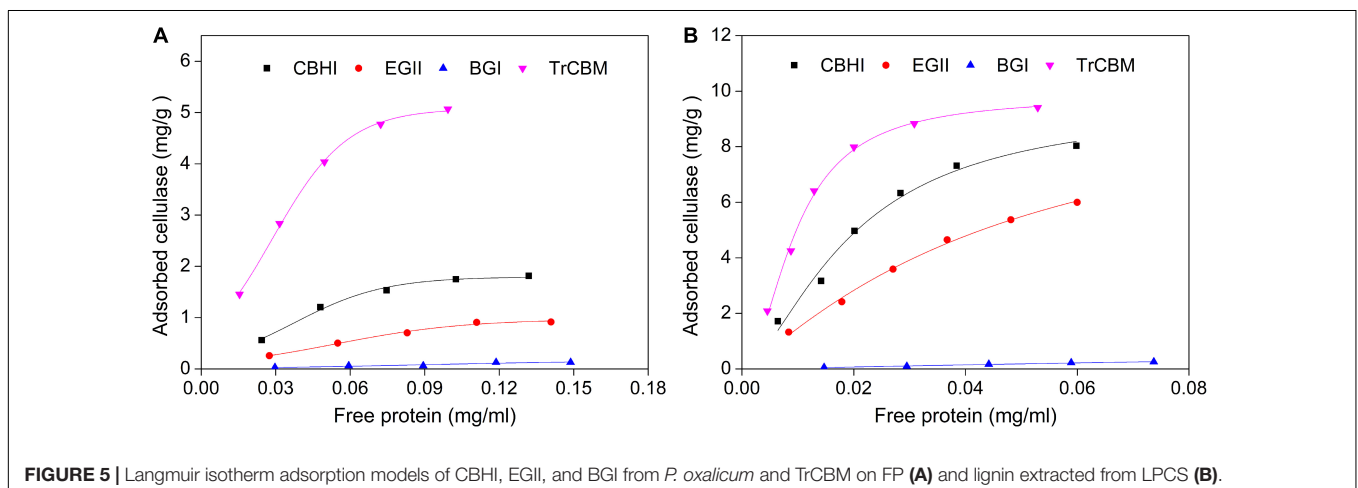 A
CBHI EGII BGI TrCBM
Adsorbed cellulase (mg/g)
6
5
4
3
2
1
0
0.00 0.03 0.06 0.09 0.12 0.15 0.18
Free protein (mg/ml)
B
CBHI EGII BGI TrCBM
Adsorbed cellulase (mg/g )
12
10
8
6
4
2
0
0.00 0.02 0.04 0.06 0.08
Free protein (mg/ml)
FIGURE 5 | Langmuir isotherm adsorption models of CBHI, EGII, and BGI from P. oxalicum and TrCBM on FP (A) and lignin extracted from LPCS (B).